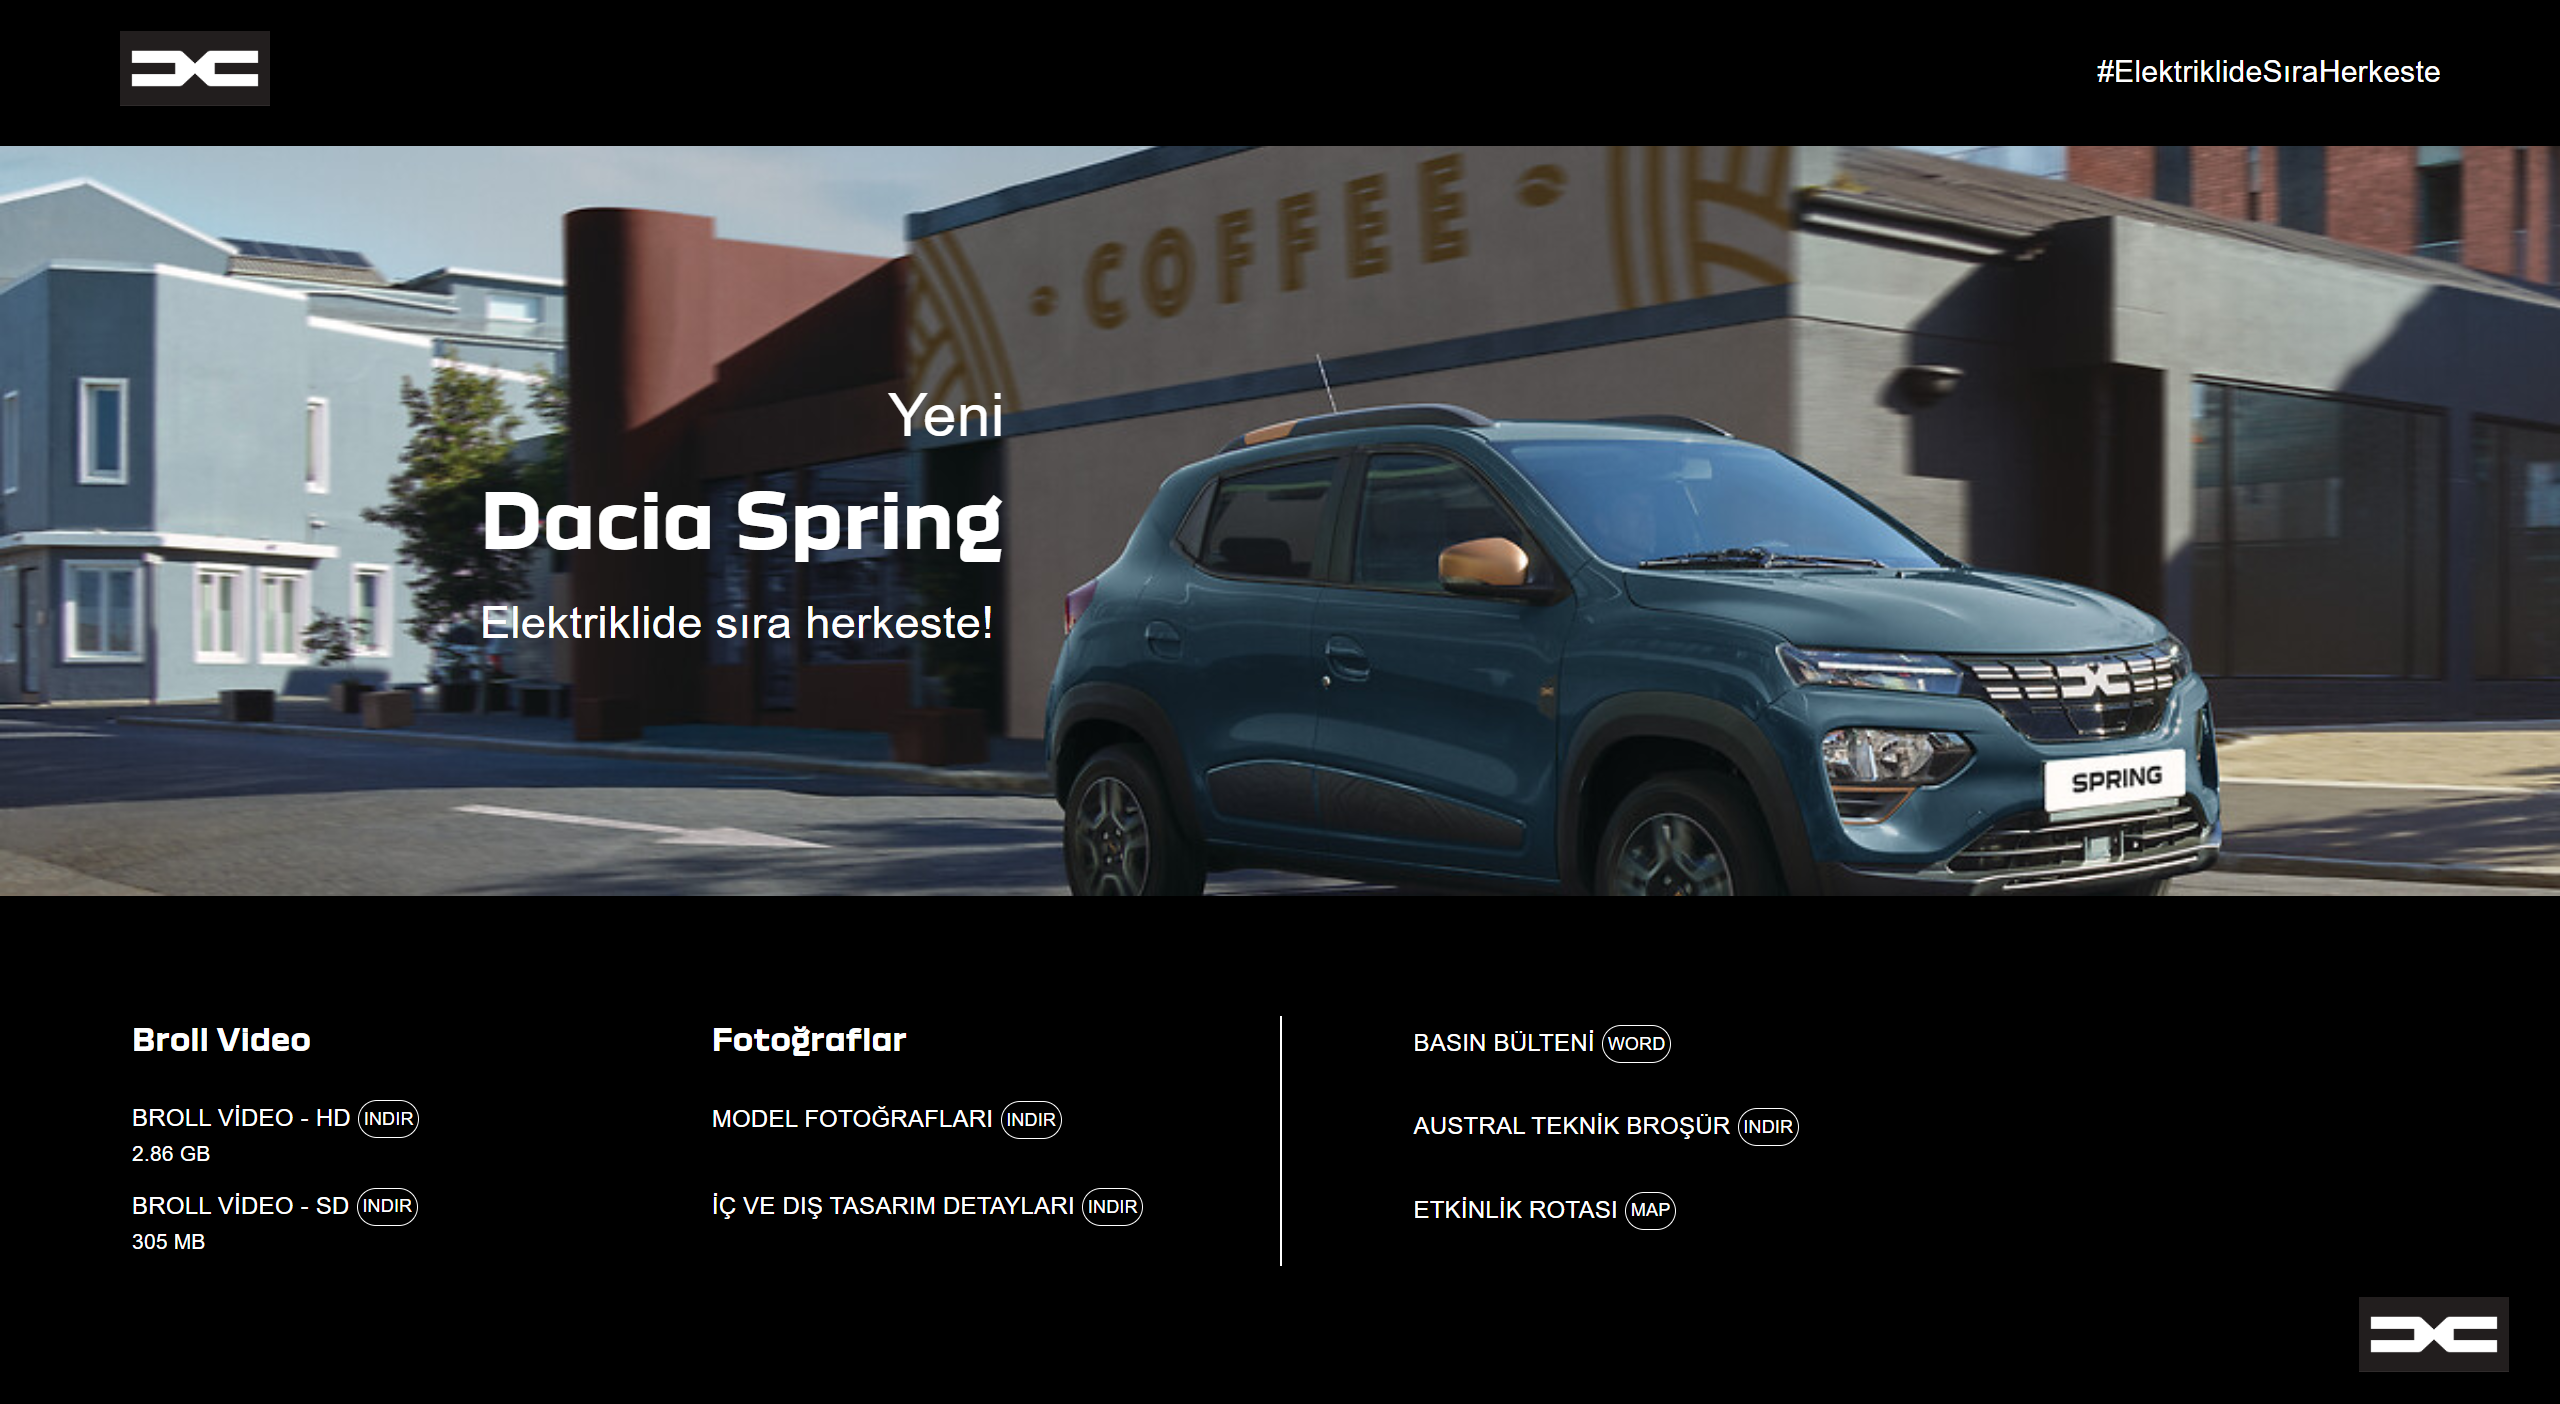 #ElektriklideSıraHerkeste
COFFEE
Yeni
Dacia Spring
Elektriklide sıra herkeste!
SPRING
Broll Video
BROLL VİDEO - HD INDIR
2.86 GB
BROLL VİDEO - SD INDIR
305 MB
Fotoğraflar
MODEL FOTOĞRAFLARI INDIR
İÇ VE DIŞ TASARIM DETAYLARI INDIR
BASIN BÜLTENİ WORD
AUSTRAL TEKNİK BROŞÜR INDIR
ETKİNLİK ROTASI MAP